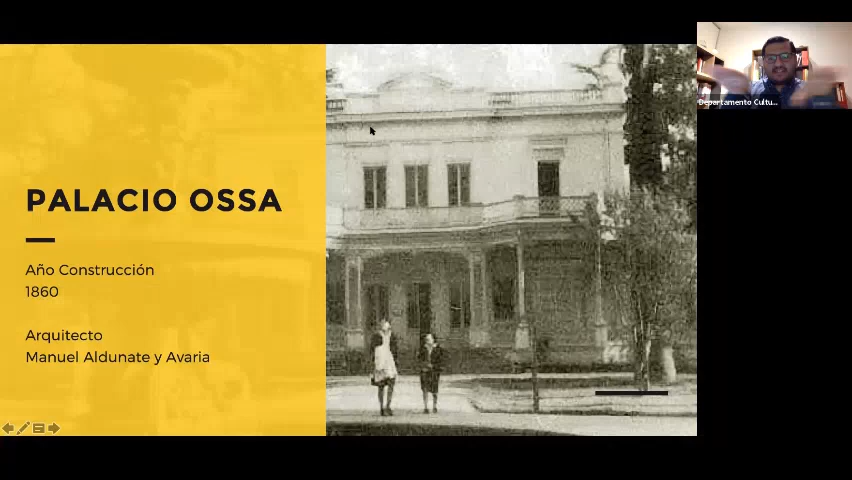 PALACIO OSSA
Año Construcción
1860
Arquitecto
Manuel Aldunate y Avaria
Departamento Cultu...